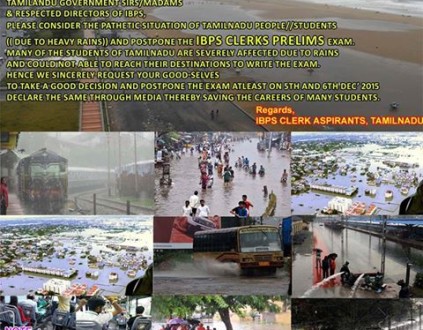 TAMILANDU GOVERNMENT SIRS/MADAMS
& RESPECTED DIRECTORS OF IBPS,
PLEASE CONSIDER THE PATHETIC SITUATION OF TAMILNADU PEOPLE//STUDENTS
(( DUE TO HEAVY RAINS)) AND POSTPONE THE IBPS CLERKS PRELIMS EXAM.
MANY OF THE STUDENTS OF TAMILNADU ARE SEVERELY AFFECTED DUE TO RAINS
AND COULD NOT ABLE TO REACH THEIR DESTINATIONS TO WRITE THE EXAM.
HENCE WE SINCERELY REQUEST YOUR GOOD-SELVES
TO TAKE A GOOD DECISION AND POSTPONE THE EXAM ATLEAST ON 5TH AND 6TH DEC' 2015
DECLARE THE SAME THROUGH MEDIA THEREBY SAVING THE CAREERS OF MANY STUDENTS.
Regards,
IBPS CLERK ASPIRANTS, TAMILNADU